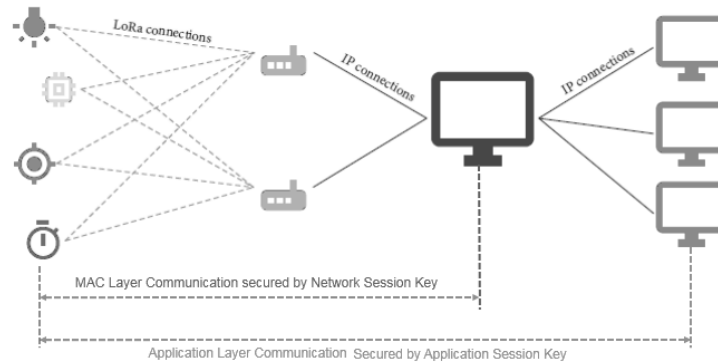 LoRa connections
IP connections
IP connections
MAC Layer Communication secured by Network Session Key
Application Layer Communication Secured by Application Session Key